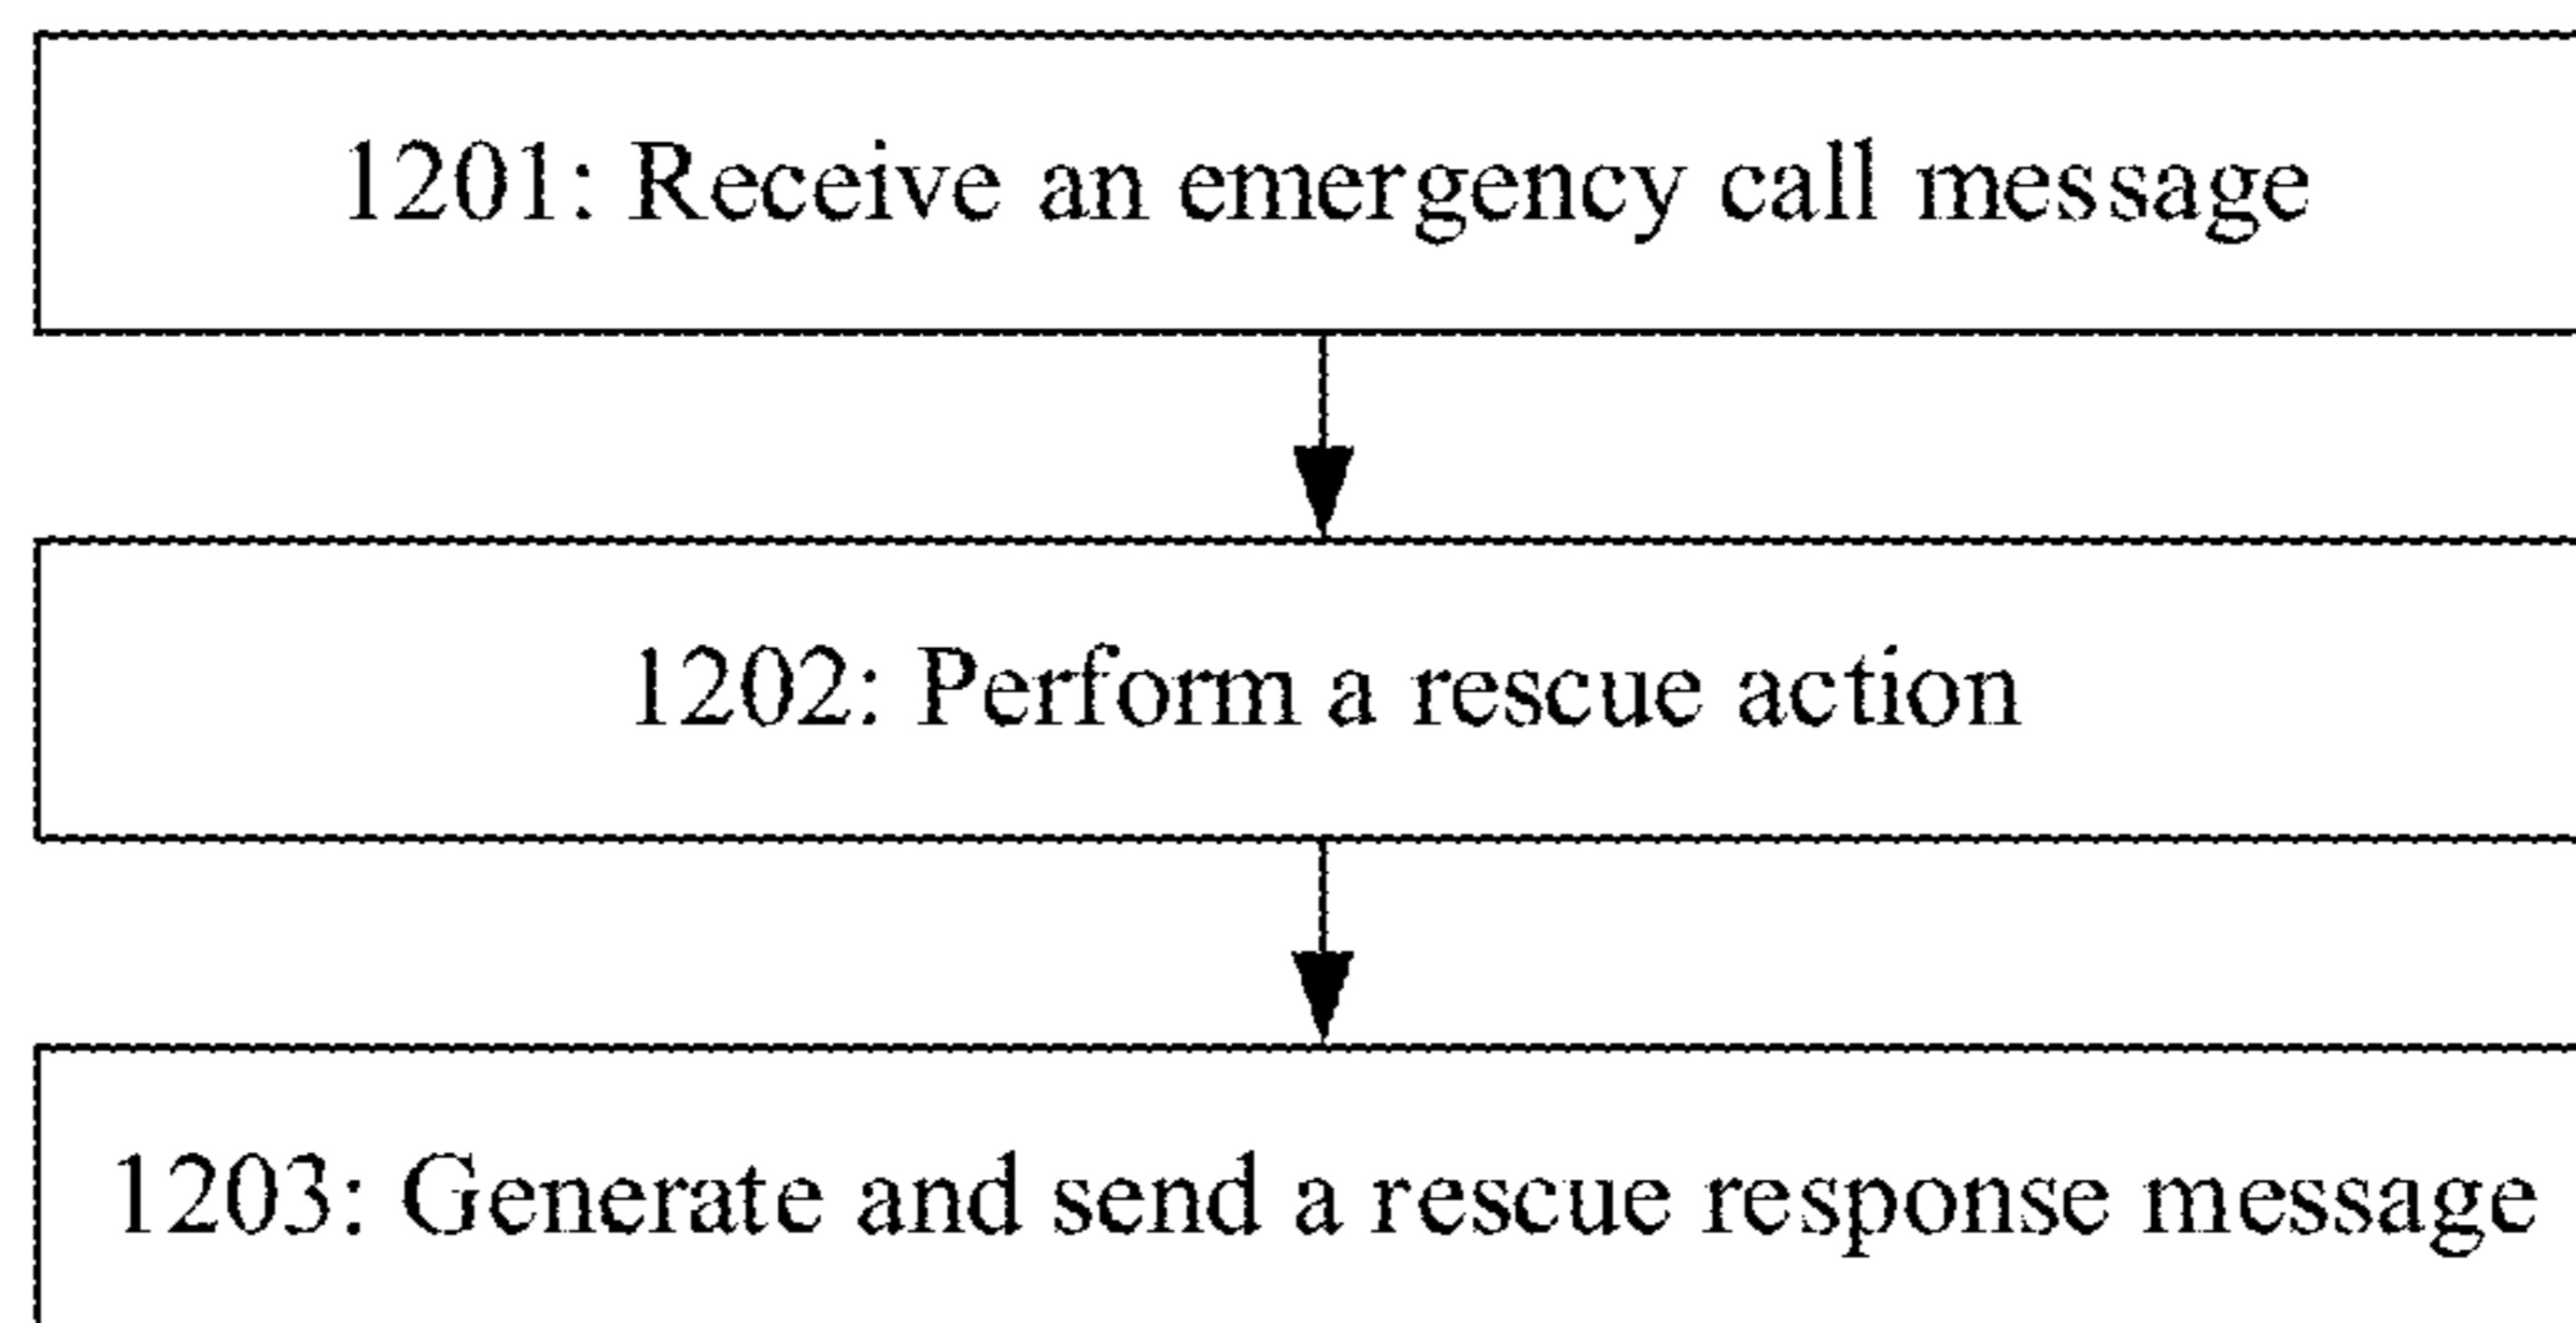 1201: Receive an emergency call message
1202: Perform a rescue action
1203: Generate and send a rescue response message